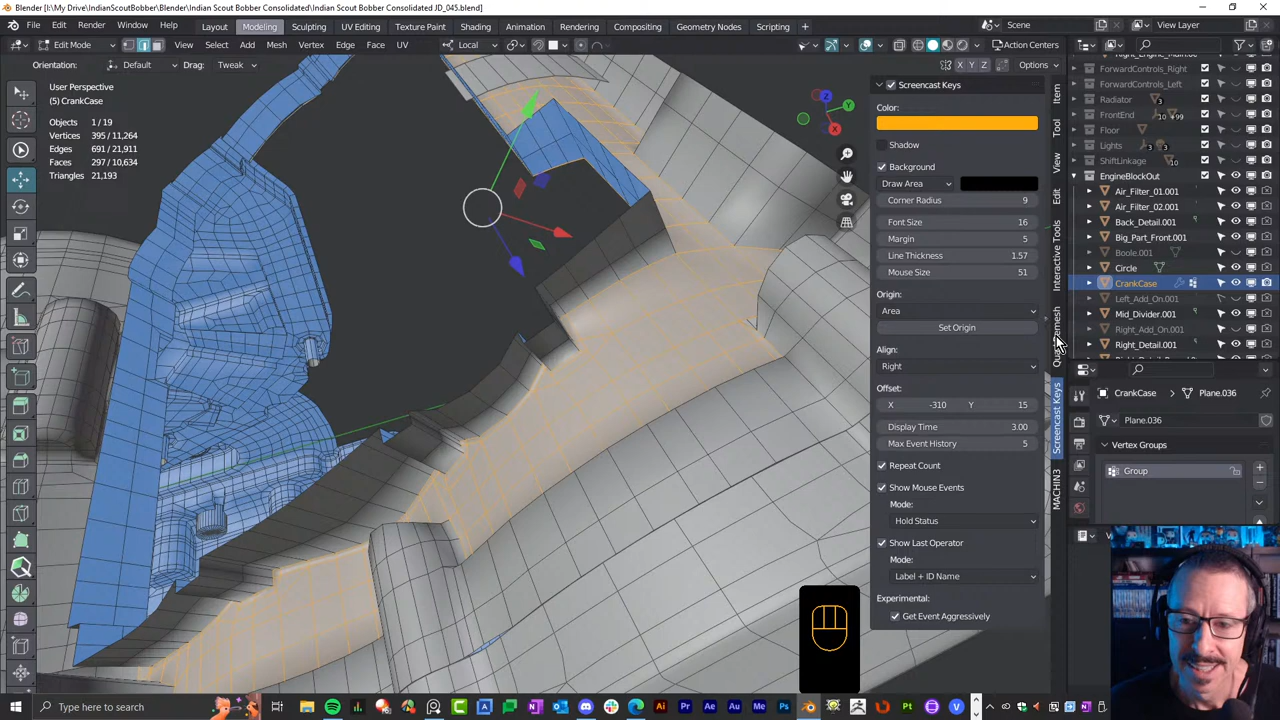 [I:\My Drive\IndianScoutBobber\Blender\Indian Scout Bobber Consolidated\Indian Scout Bobber Consolidated JD_045.blend]
File Edit Render Window Help Layout Modeling Sculpting UV Editing Texture Paint Shading Animation Rendering Compositing Geometry Nodes Scene View Layer
Edit Mode View Select Add Mesh Vertex Edge Face UV Local Action Centers
Orientation: Default Drag: Tweak X Y Z Options
User Perspective
(5) CrankCase
Objects 1 / 19
Vertices 395 / 11,264
Edges 691 / 21,911
Faces 297 / 10,634
Triangles 21,193
Z
Y
X
Screencast Keys
Color:
Shadow
Background
Draw Area
Corner Radius 9
Font Size 16
Margin 5
Line Thickness 1.57
Mouse Size 51
Origin:
Area
Set Origin
Align:
Right
Offset:
X -310 Y 15
Display Time 3.00
Max Event History 5
Repeat Count
Show Mouse Events
Mode:
Hold Status
Show Last Operator
Mode:
Label + ID Name
Experimental:
Get Event Aggressively
Item
Tool
View
Edit
Interactive Tools
Screencast Keys
MACHIN3
ForwardControls_Right
ForwardControls_Left
Radiator 3
FrontEnd 10 +99
Floor
Lights 3 3
ShiftLinkage 10
EngineBlockOut
Air_Filter_01.001
Air_Filter_02.001
Back_Detail.001
Big_Part_Front.001
Boole.001
Circle
CrankCase
Left_Add_On.001
Mid_Divider.001
Right_Add_On.001
Right_Detail.001
CrankCase Plane.036
Plane.036
Vertex Groups
Group
Type here to search